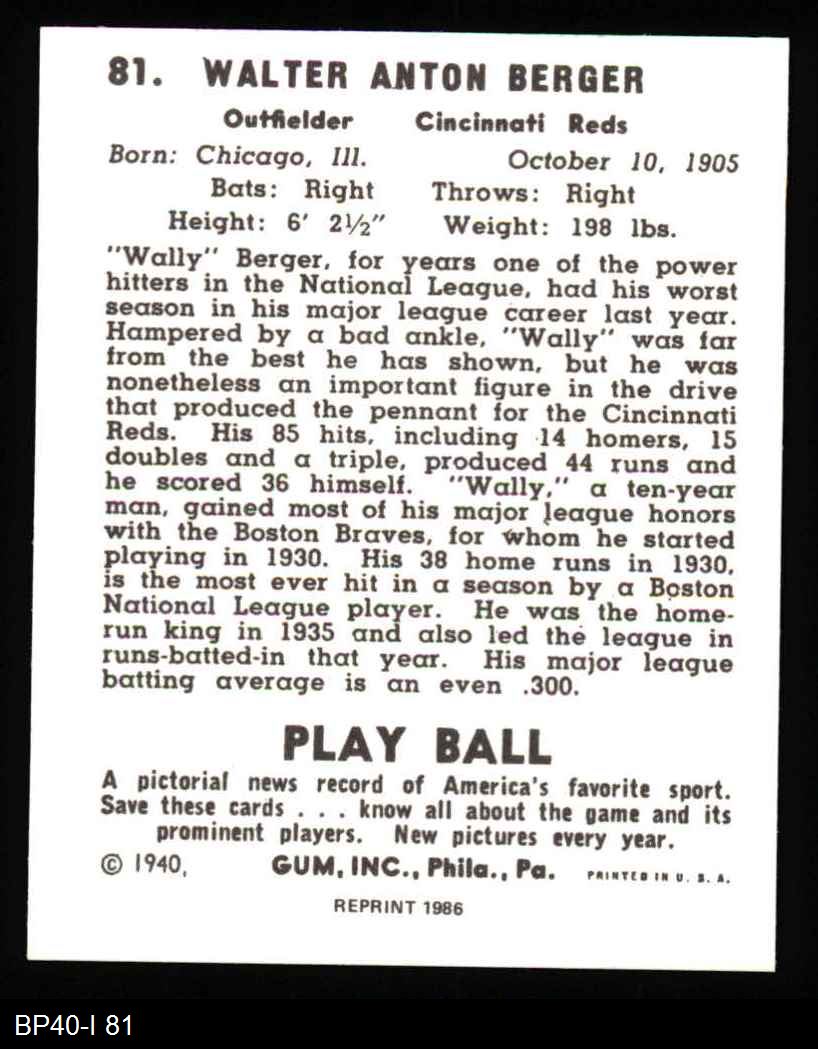 81. WALTER ANTON BERGER
Outfielder Cincinnati Reds
Born: Chicago, Ill. October 10, 1905
Bats: Right Throws: Right
Height: 6' 2½" Weight: 198 lbs.
"Wally" Berger, for years one of the power
hitters in the National League, had his worst
season in his major league career last year.
Hampered by a bad ankle, "Wally" was far
from the best he has shown, but he was
nonetheless an important figure in the drive
that produced the pennant for the Cincinnati
Reds. His 85 hits, including 14 homers, 15
doubles and a triple, produced 44 runs and
he scored 36 himself. "Wally," a ten-year
man, gained most of his major league honors
with the Boston Braves, for whom he started
playing in 1930. His 38 home runs in 1930,
is the most ever hit in a season by a Boston
National League player. He was the home-
run king in 1935 and also led the league in
runs-batted-in that year. His major league
batting average is an even .300.
PLAY BALL
A pictorial news record of America's favorite sport.
Save these cards . . . know all about the game and its
prominent players. New pictures every year.
© 1940, GUM, INC., Phila., Pa. PRINTED IN U. S. A.
REPRINT 1986
BP40-I 81